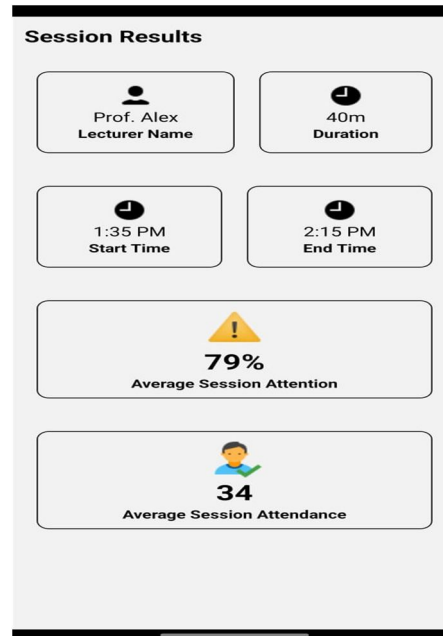 Session Results
Prof. Alex
Lecturer Name
40m
Duration
1:35 PM
Start Time
2:15 PM
End Time
79%
Average Session Attention
34
Average Session Attendance